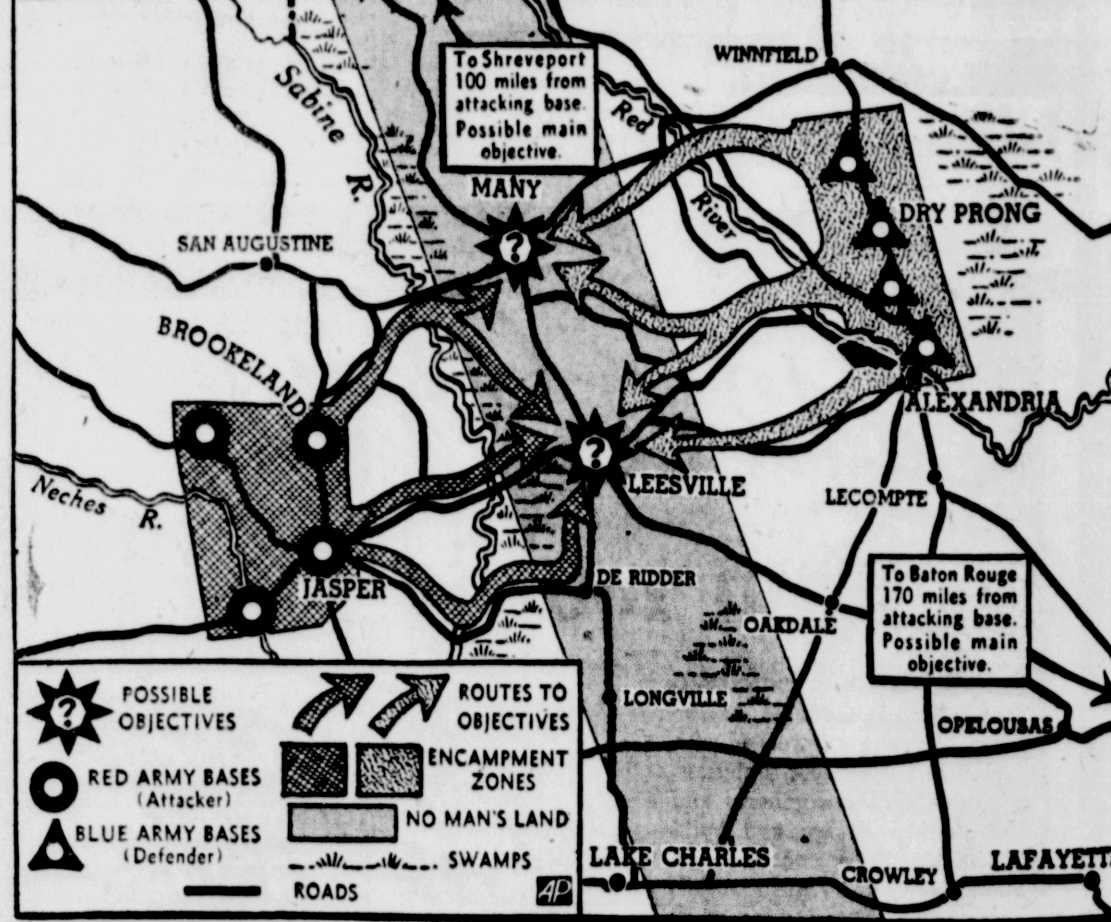 To Shreveport
100 miles from
attacking base.
Possible main
objective.
WINNFIELD
Sabine
R.
Red
River
MANY
DRY PRONG
SAN AUGUSTINE
BROOKELAND
ALEXANDRIA
LEESVILLE
LECOMPTE
Neches R.
JASPER
DE RIDDER
OAKDALE
To Baton Rouge
170 miles from
attacking base.
Possible main
objective.
LONGVILLE
OPELOUSAS
LAKE CHARLES
CROWLEY
LAFAYETT
?
?
? POSSIBLE
OBJECTIVES
RED ARMY BASES
(Attacker)
BLUE ARMY BASES
(Defender)
ROADS
ROUTES TO
OBJECTIVES
ENCAMPMENT
ZONES
NO MAN'S LAND
SWAMPS
AP